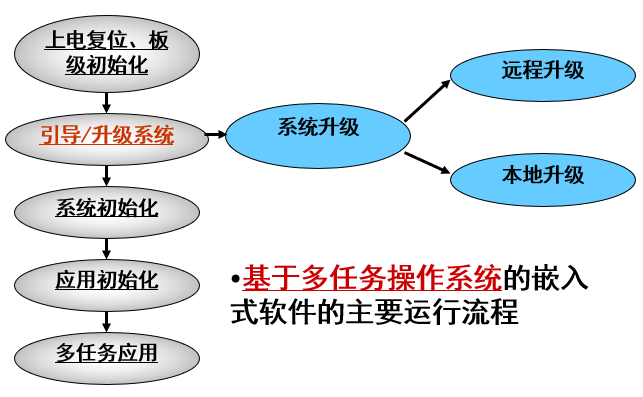 上电复位、板
级初始化
引导/升级系统
系统升级
远程升级
本地升级
系统初始化
应用初始化
多任务应用
•基于多任务操作系统的嵌入
式软件的主要运行流程